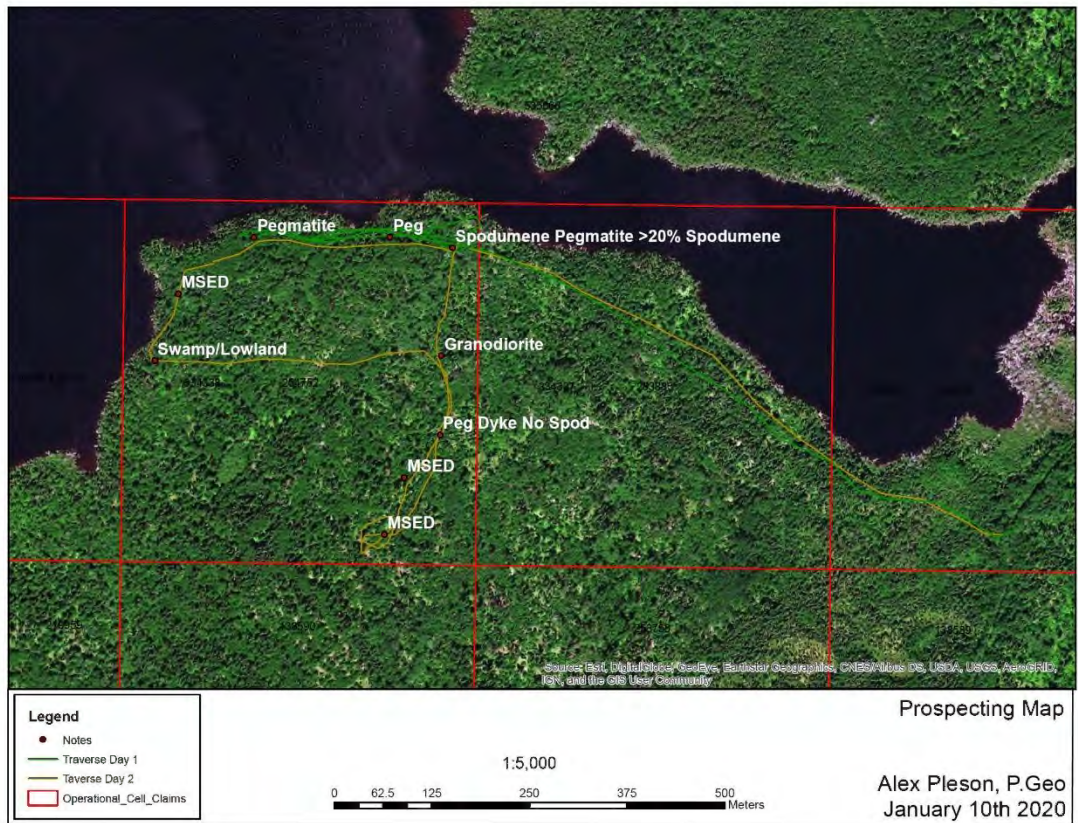 Pegmatite
Peg
Spodumene Pegmatite >20% Spodumene
MSED
Swamp/Lowland
Granodiorite
Peg Dyke No Spod
MSED
MSED
Source: Esri, DigitalGlobe, GeoEye, Earthstar Geographics, CNES/Airbus DS, USDA, USGS, AeroGRID,
IGN, and the GIS User Community
Legend
Notes
Traverse Day 1
Teverse Day 2
Operational_Cell_Claims
1:5,000
0 62.5 125 250 375 500
Meters
Prospecting Map
Alex Pleson, P.Geo
January 10th 2020